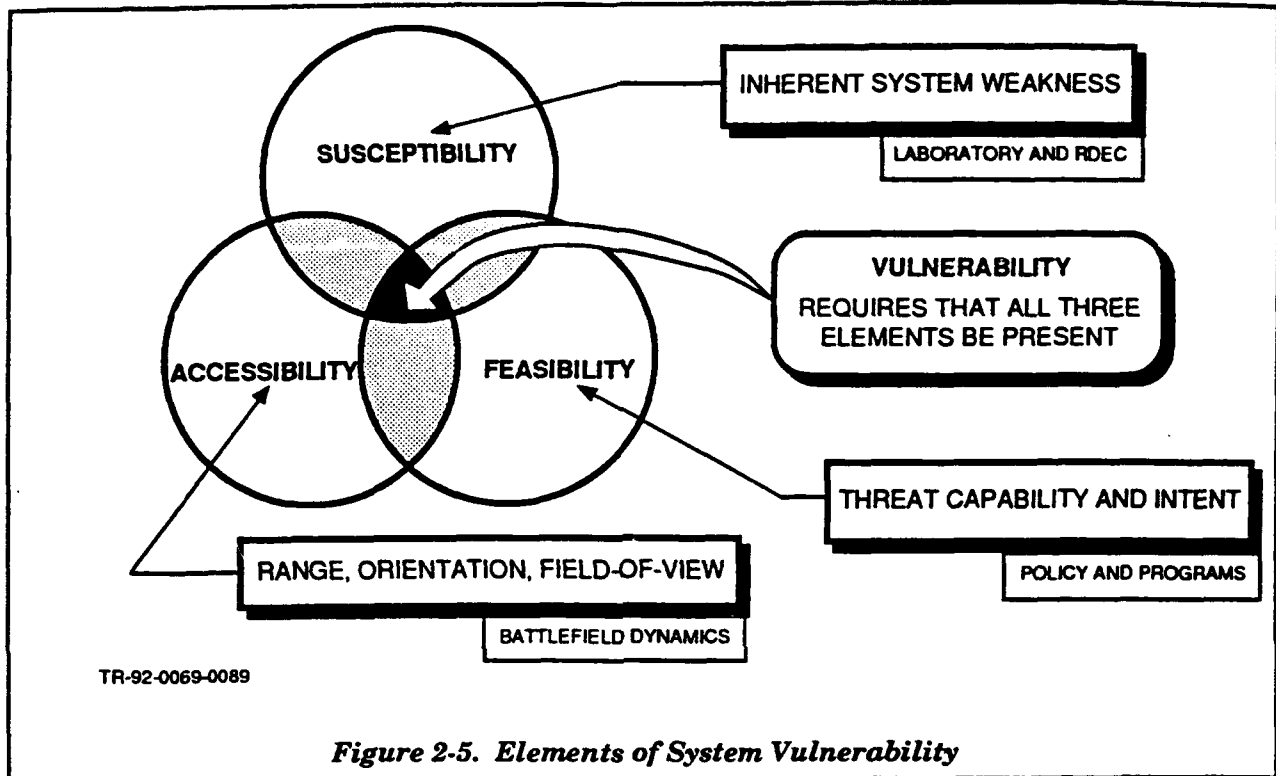 INHERENT SYSTEM WEAKNESS
LABORATORY AND RDEC
SUSCEPTIBILITY
VULNERABILITY
REQUIRES THAT ALL THREE
ELEMENTS BE PRESENT
ACCESSIBILITY
FEASIBILITY
THREAT CAPABILITY AND INTENT
POLICY AND PROGRAMS
RANGE, ORIENTATION, FIELD-OF-VIEW
BATTLEFIELD DYNAMICS
TR-92-0069-0089
Figure 2-5. Elements of System Vulnerability